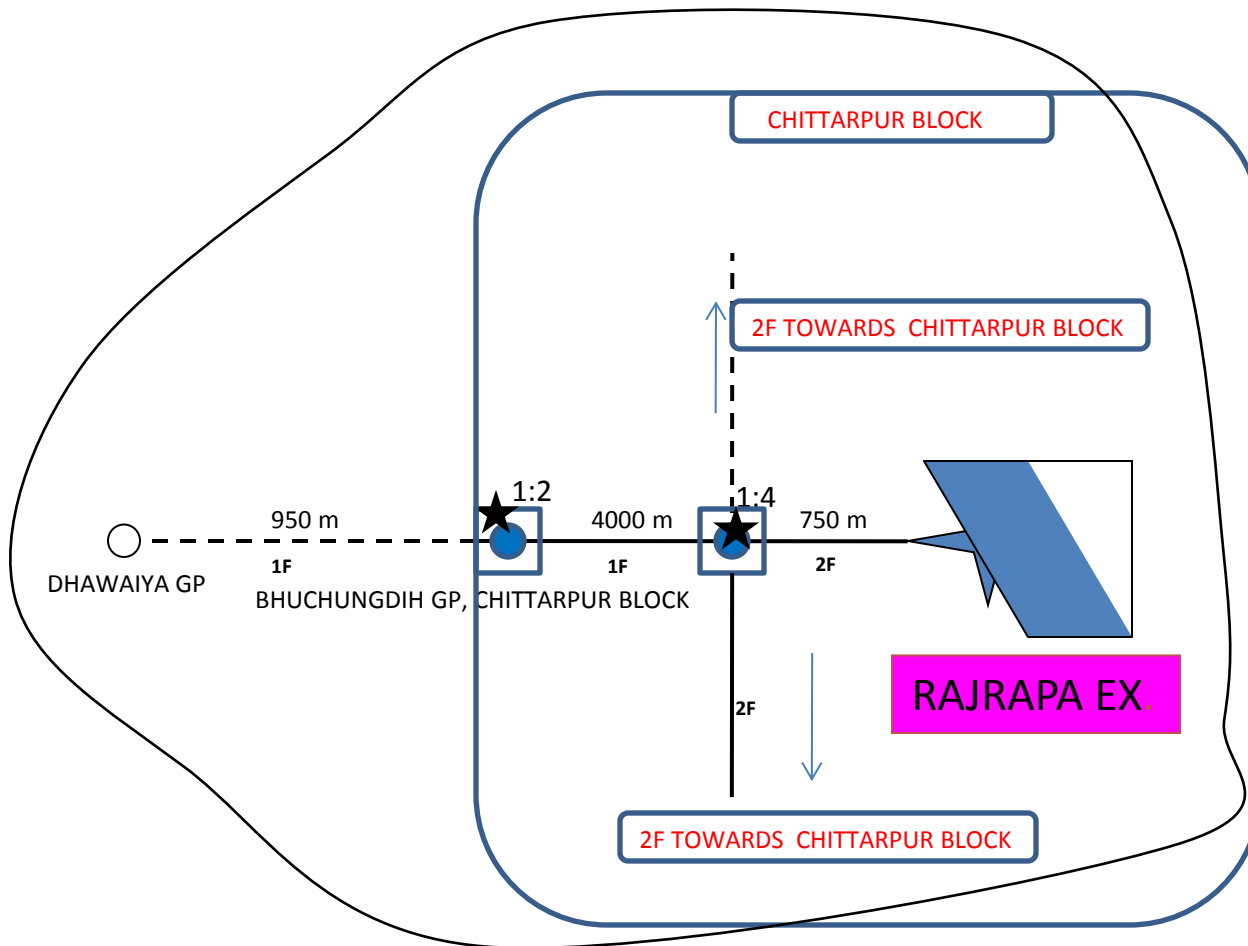 CHITTARPUR BLOCK
2F TOWARDS  CHITTARPUR BLOCK
1:2
1:4
950 m
4000 m
750 m
1F
1F
2F
DHAWAIYA GP
BHUCHUNGDIH GP, CHITTARPUR BLOCK
RAJRAPA EX.
2F
2F TOWARDS  CHITTARPUR BLOCK